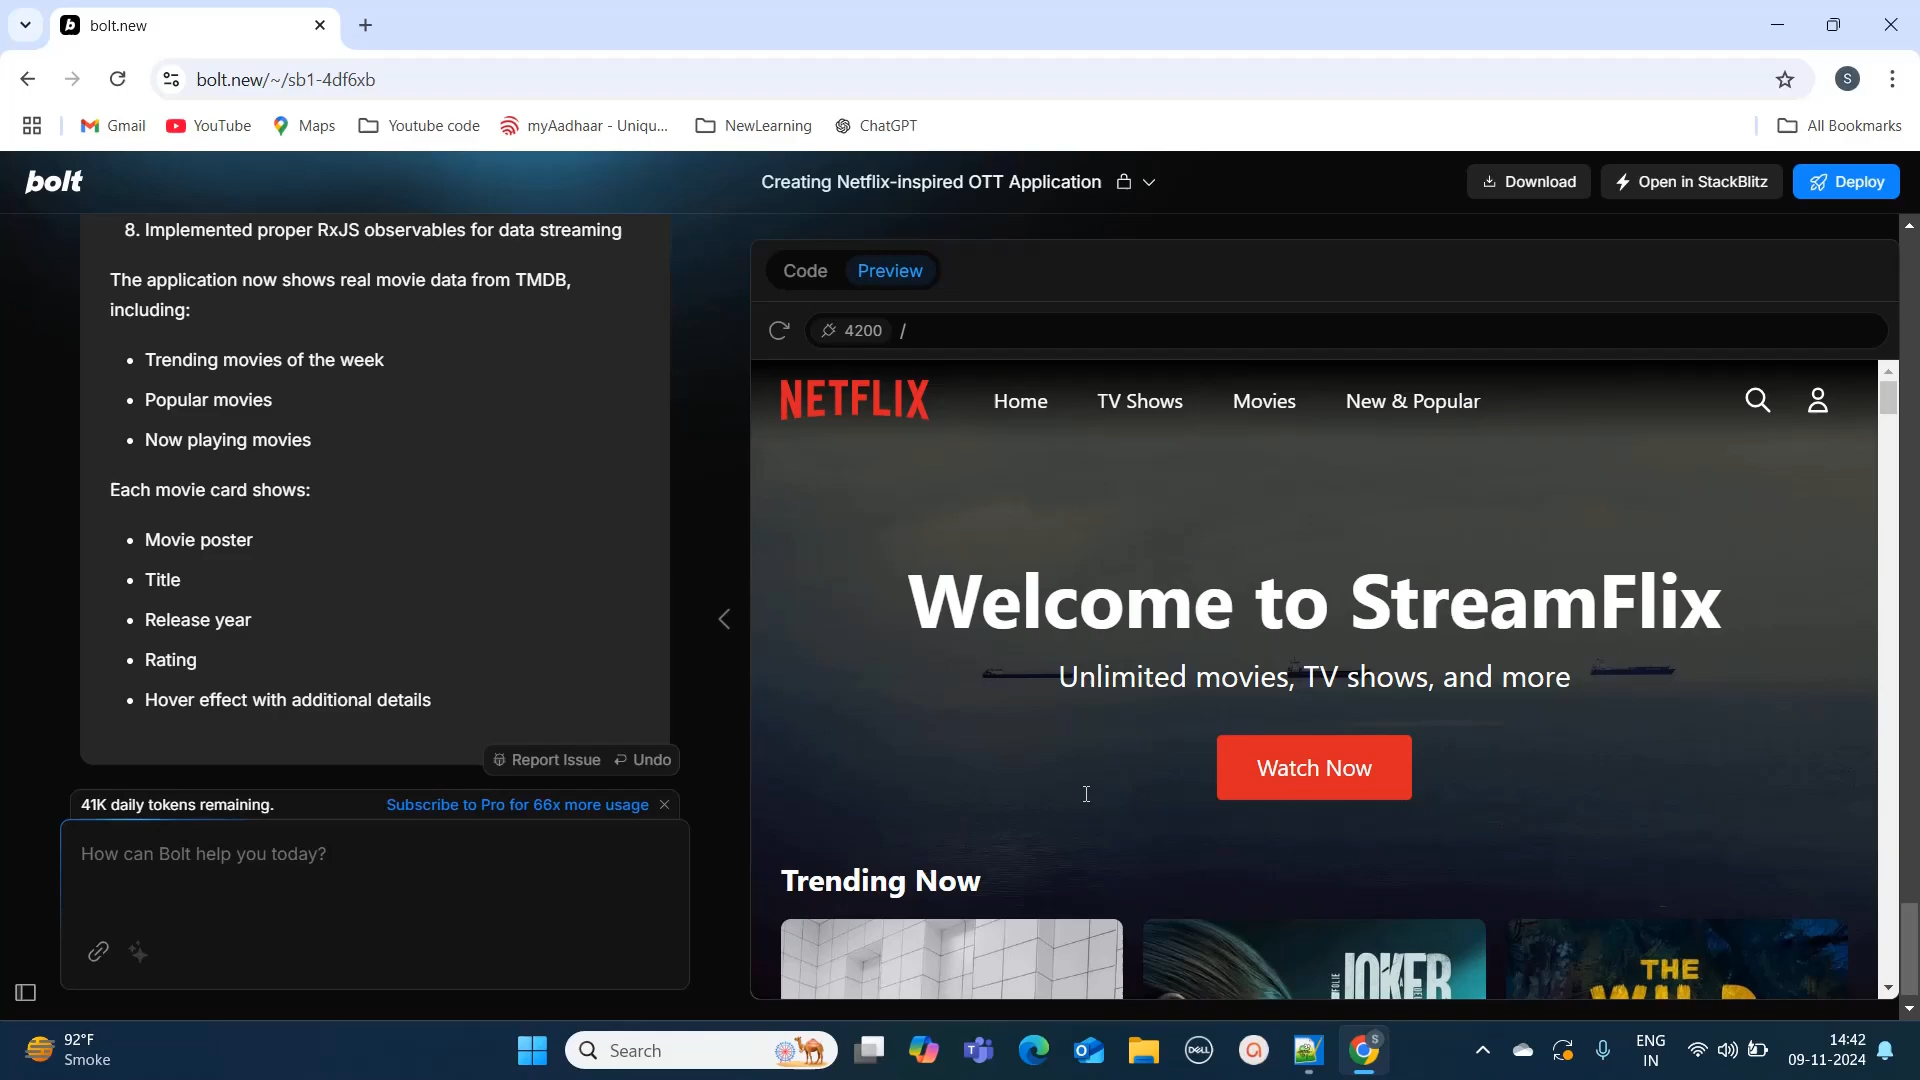 bolt.new
bolt.new/~/sb1-4df6xb
S
Gmail
YouTube
Maps
Youtube code
myAadhaar - Uniqu...
NewLearning
ChatGPT
All Bookmarks
bolt
Creating Netflix-inspired OTT Application
Download
Open in StackBlitz
Deploy
8. Implemented proper RxJS observables for data streaming
The application now shows real movie data from TMDB,
including:
• Trending movies of the week
• Popular movies
• Now playing movies
Each movie card shows:
• Movie poster
• Title
• Release year
• Rating
• Hover effect with additional details
Report Issue
Undo
41K daily tokens remaining.
Subscribe to Pro for 66x more usage
How can Bolt help you today?
Code
Preview
4200
/
NETFLIX
Home
TV Shows
Movies
New & Popular
Welcome to StreamFlix
Unlimited movies, TV shows, and more
Watch Now
Trending Now
JOKER
THE
WILD
92°F
Smoke
Search
DELL
S
ENG
IN
14:42
09-11-2024